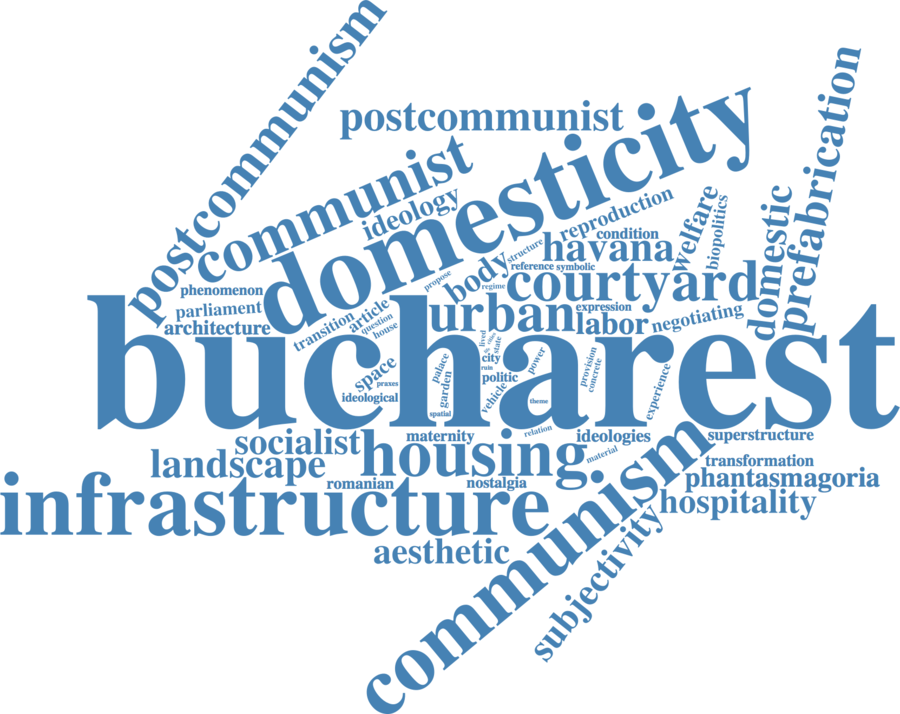 postcommunism
postcommunist
communist
domesticity
prefabrication
ideology
reproduction
welfare
biopolitics
domestic
condition
structure
havana
reference
symbolic
phenomenon
propose
regime
body
courtyard
parliament
article
expression
architecture
transition
question
house
urban
labor
negotiating
bucharest
lived
state
city
ruin
power
provision
concrete
space
praxes
palace
garden
politic
vehicle
experience
ideological
theme
spatial
relation
socialist
maternity
housing
ideologies
superstructure
material
landscape
romanian
nostalgia
transformation
phantasmagoria
infrastructure
communism
hospitality
aesthetic
subjectivity